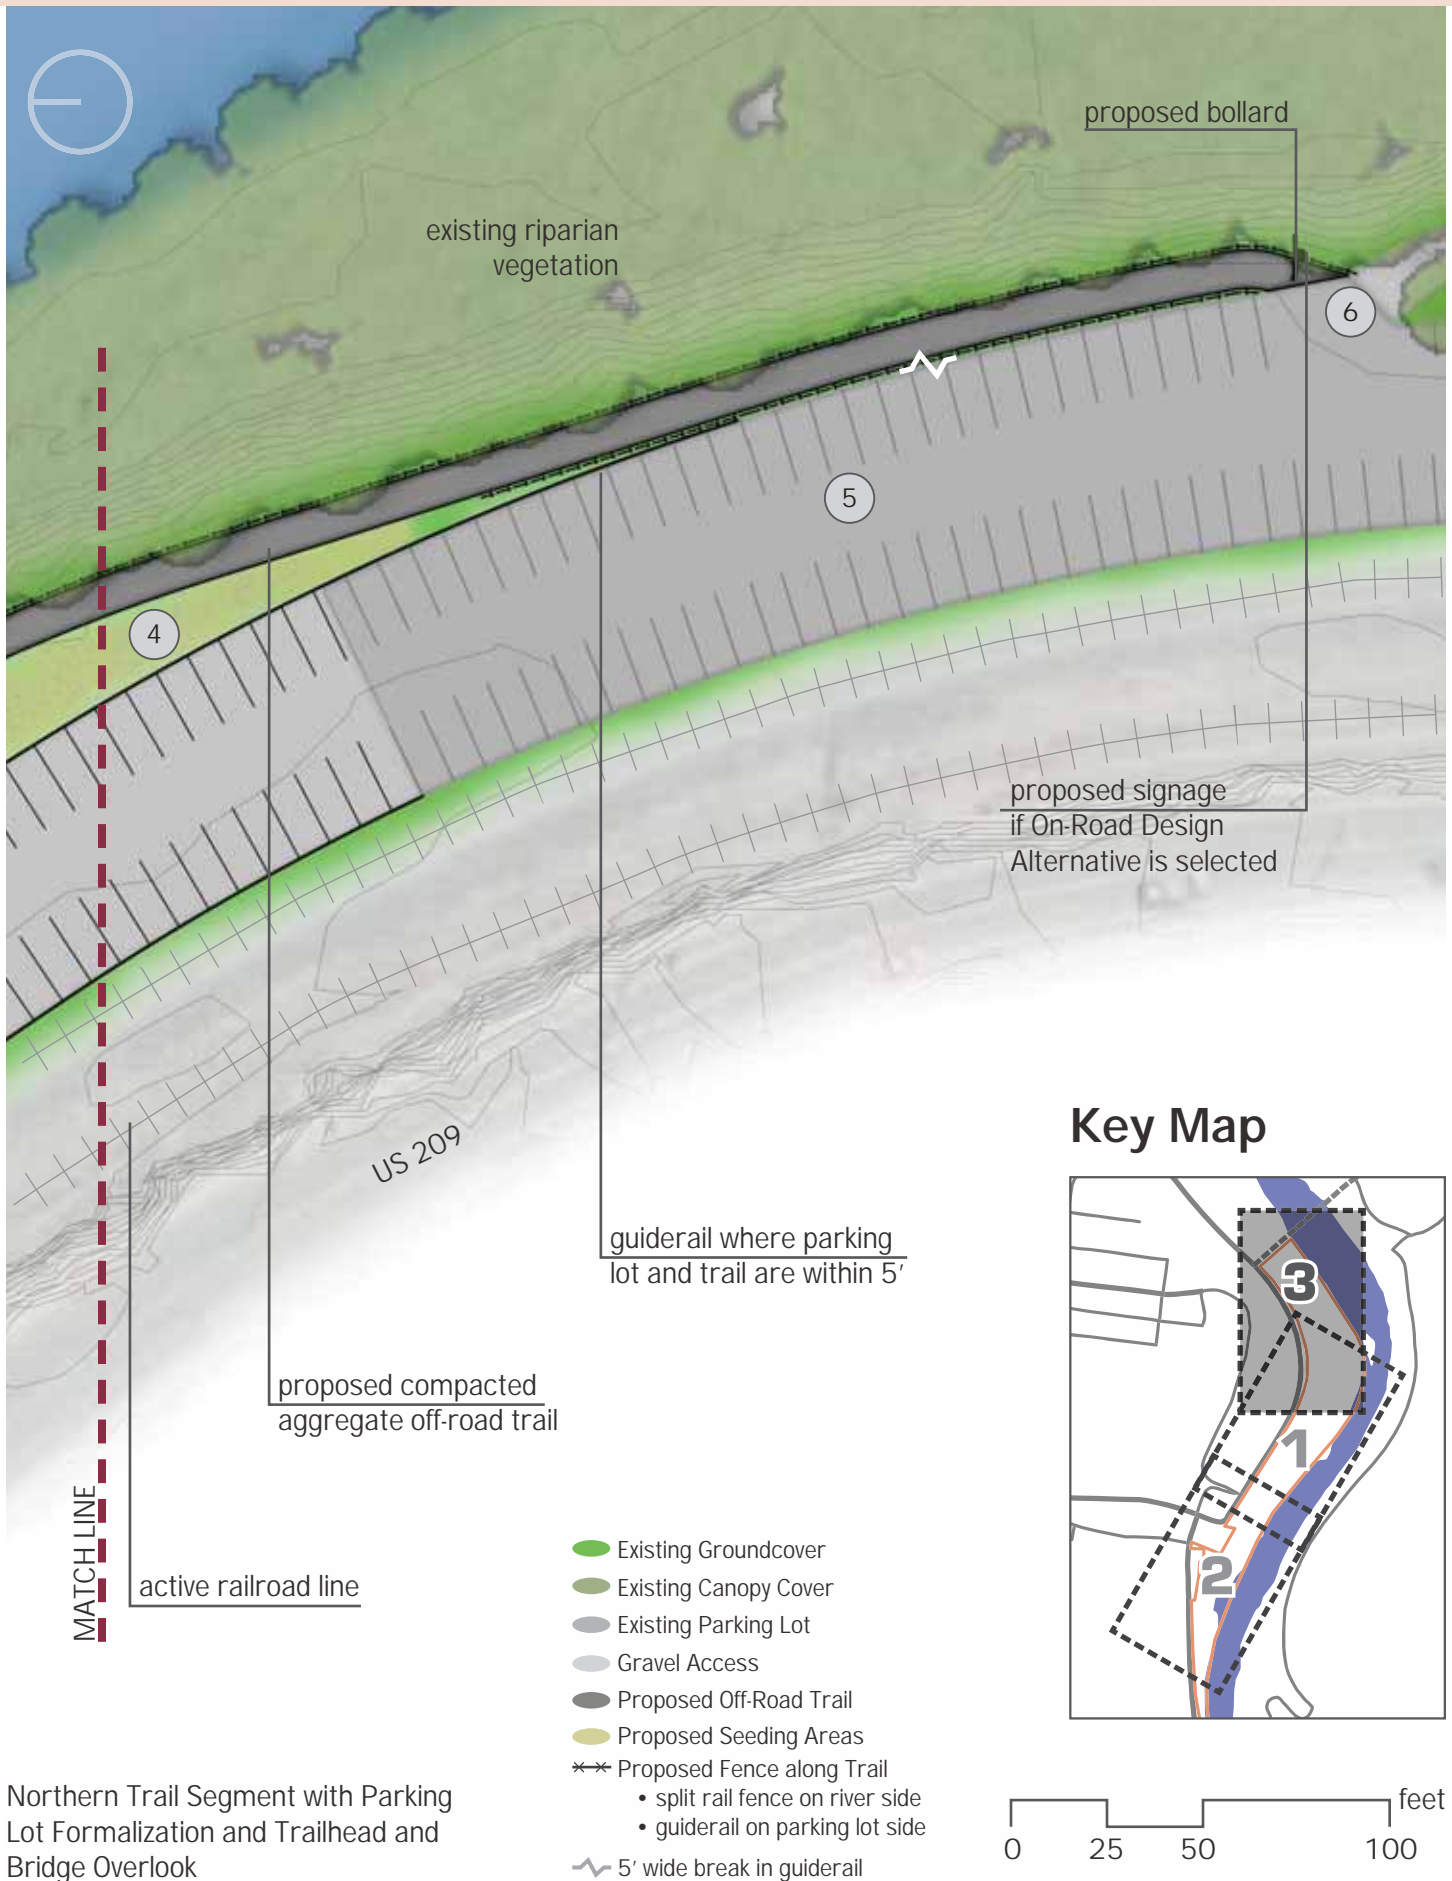 proposed bollard
existing riparian
vegetation
6
5
4
proposed signage
if On-Road Design
Alternative is selected
US 209
guiderail where parking
lot and trail are within 5'
proposed compacted
aggregate off-road trail
active railroad line
MATCH LINE
Key Map
3
1
2
Existing Groundcover
Existing Canopy Cover
Existing Parking Lot
Gravel Access
Proposed Off-Road Trail
Proposed Seeding Areas
Proposed Fence along Trail
• split rail fence on river side
• guiderail on parking lot side
5' wide break in guiderail
Northern Trail Segment with Parking
Lot Formalization and Trailhead and
Bridge Overlook
feet
0 25 50 100